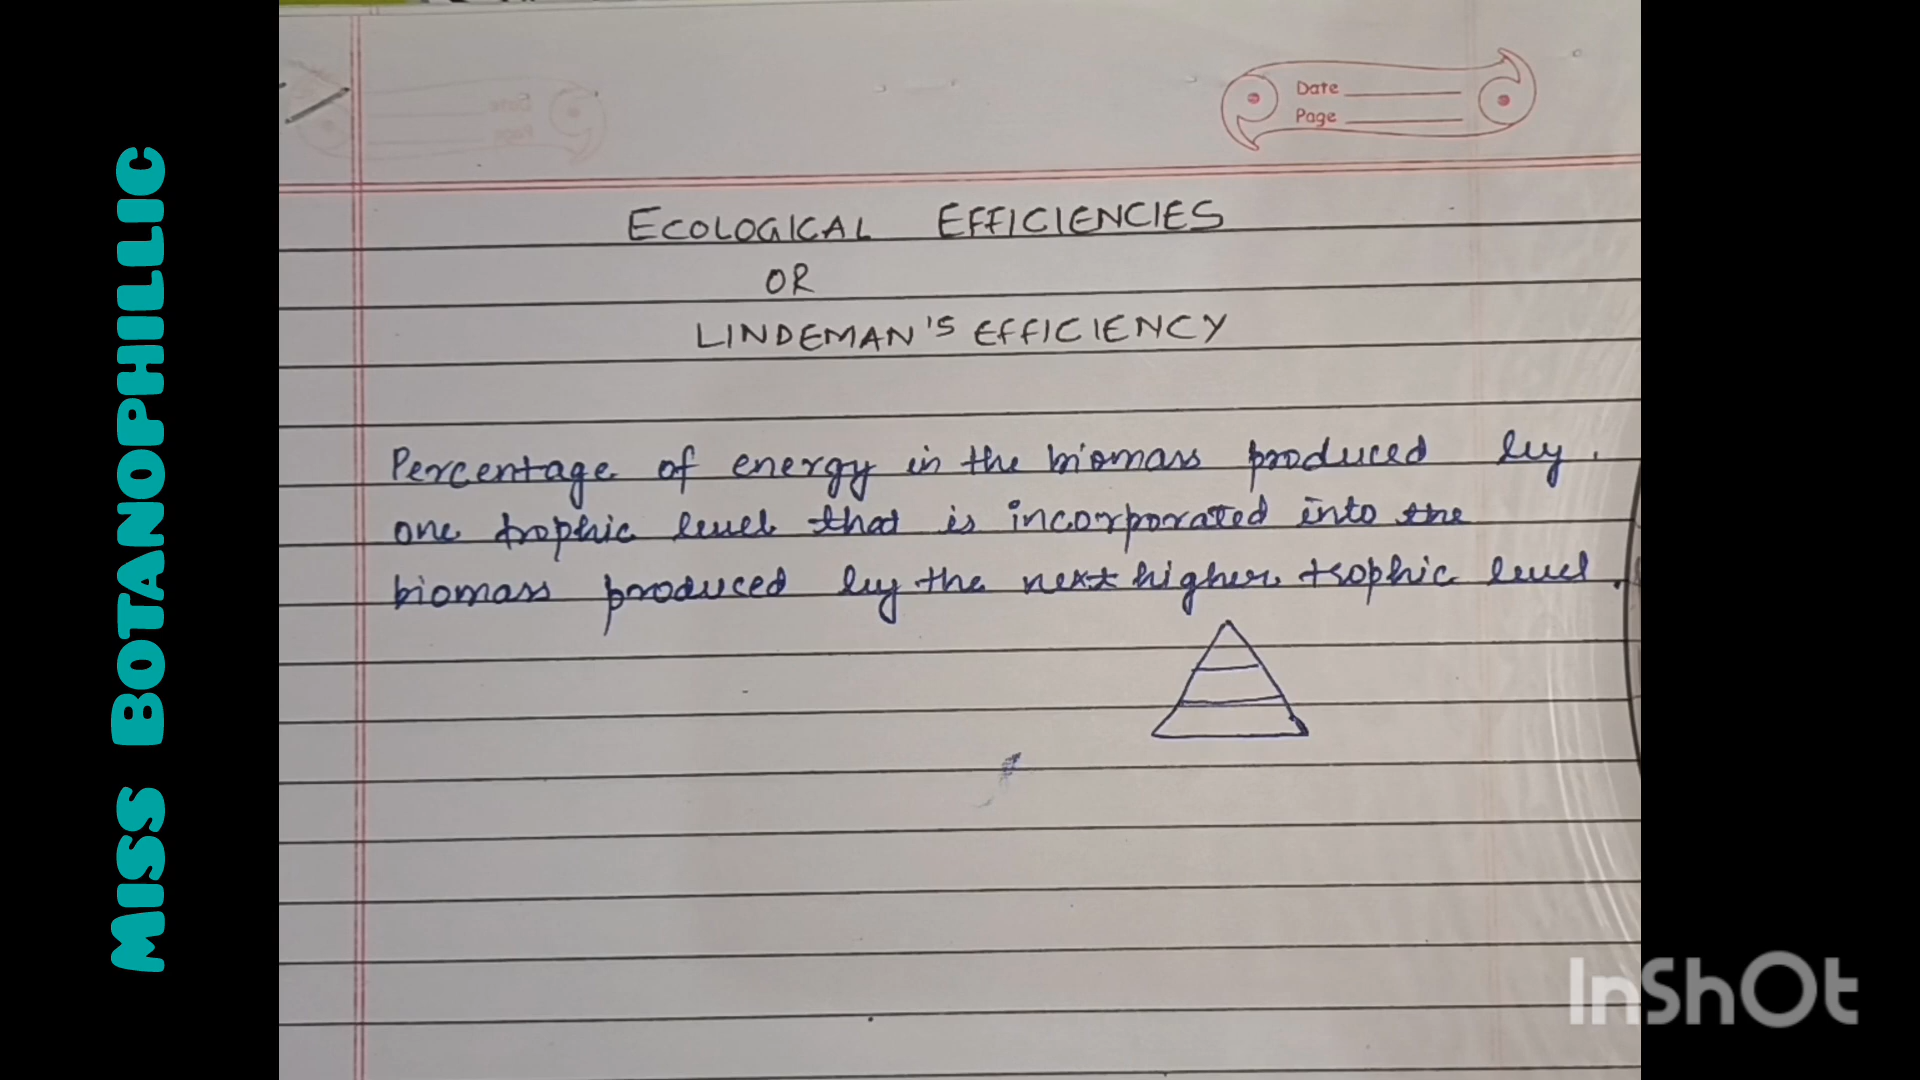 MISS BOTANOPHILLIC
Date
Page
ECOLOGICAL EFFICIENCIES
OR
LINDEMAN'S EFFICIENCY
Percentage of energy in the biomass produced by
one trophic level that is incorporated into the
biomass produced by the next higher trophic level.
InShOt